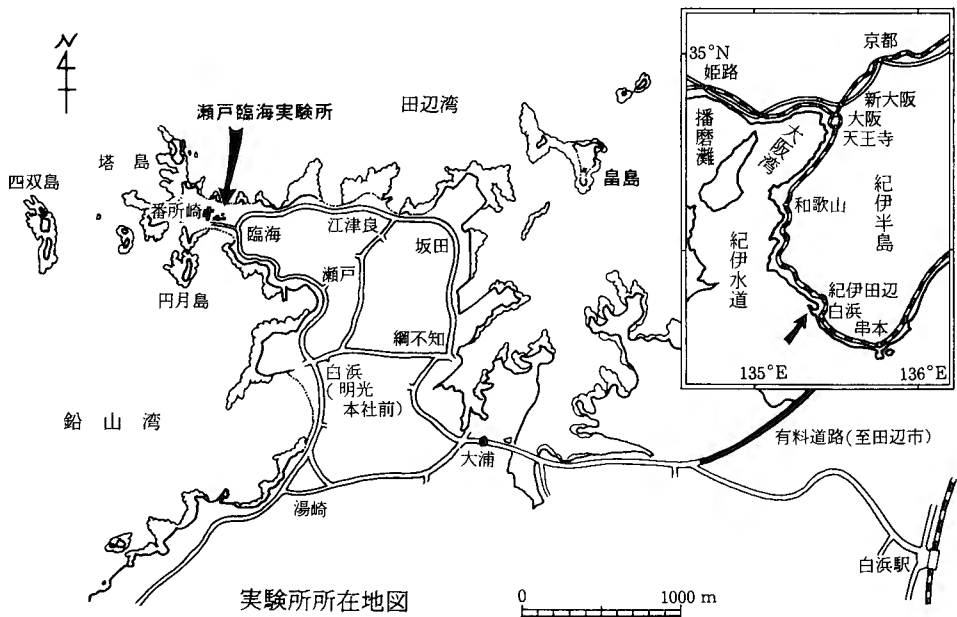 N
瀬戸臨海実験所
田辺湾
塔島
四双島
番所崎
臨海
円月島
江津良
瀬戸
坂田
畠島
綱不知
白浜
(明光
本社前)
鉛山湾
大浦
有料道路(至田辺市)
湯崎
白浜駅
実験所所在地図
0
1000 m
35°N
京都
姫路
新大阪
大阪
天王寺
播磨灘
大阪湾
和歌山
紀伊半島
紀伊水道
紀伊田辺
白浜
串本
135°E
136°E